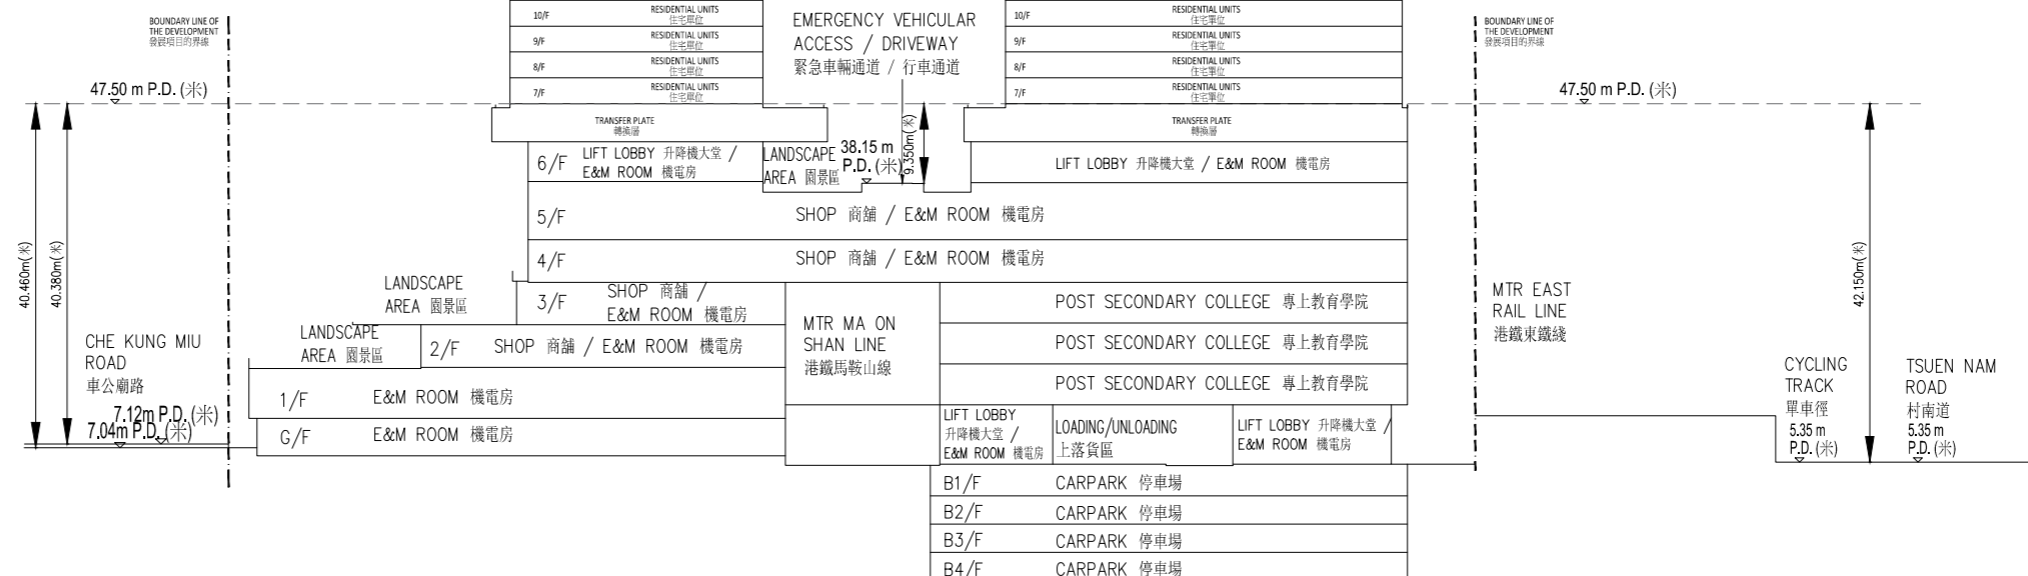 BOUNDARY LINE OF
THE DEVELOPMENT
發展項目的界線
47.50 m P.D. (米)
40.460m(米)
40.380m(米)
CHE KUNG MIU
ROAD
車公廟路
7.12m P.D. (米)
7.04m P.D. (米)
10/F
RESIDENTIAL UNITS
住宅單位
9/F
RESIDENTIAL UNITS
住宅單位
8/F
RESIDENTIAL UNITS
住宅單位
7/F
RESIDENTIAL UNITS
住宅單位
TRANSFER PLATE
轉換層
EMERGENCY VEHICULAR
ACCESS / DRIVEWAY
緊急車輛通道 / 行車通道
10/F
RESIDENTIAL UNITS
住宅單位
9/F
RESIDENTIAL UNITS
住宅單位
8/F
RESIDENTIAL UNITS
住宅單位
7/F
RESIDENTIAL UNITS
住宅單位
TRANSFER PLATE
轉換層
6/F
LIFT LOBBY 升降機大堂 /
E&M ROOM 機電房
LANDSCAPE
AREA 園景區
38.15 m
P.D. (米)
9.350m(米)
LIFT LOBBY 升降機大堂 / E&M ROOM 機電房
5/F
SHOP 商舖 / E&M ROOM 機電房
4/F
SHOP 商舖 / E&M ROOM 機電房
LANDSCAPE
AREA 園景區
3/F
SHOP 商舖 /
E&M ROOM 機電房
LANDSCAPE
AREA 園景區
2/F
SHOP 商舖 / E&M ROOM 機電房
1/F
E&M ROOM 機電房
G/F
E&M ROOM 機電房
MTR MA ON
SHAN LINE
港鐵馬鞍山線
POST SECONDARY COLLEGE 專上教育學院
POST SECONDARY COLLEGE 專上教育學院
POST SECONDARY COLLEGE 專上教育學院
LIFT LOBBY
升降機大堂 /
E&M ROOM 機電房
LOADING/UNLOADING
上落貨區
LIFT LOBBY 升降機大堂 /
E&M ROOM 機電房
B1/F
CARPARK 停車場
B2/F
CARPARK 停車場
B3/F
CARPARK 停車場
B4/F
CARPARK 停車場
BOUNDARY LINE OF
THE DEVELOPMENT
發展項目的界線
47.50 m P.D. (米)
42.150m(米)
MTR EAST
RAIL LINE
港鐵東鐵綫
CYCLING
TRACK
單車徑
5.35 m
P.D. (米)
TSUEN NAM
ROAD
村南道
5.35 m
P.D. (米)